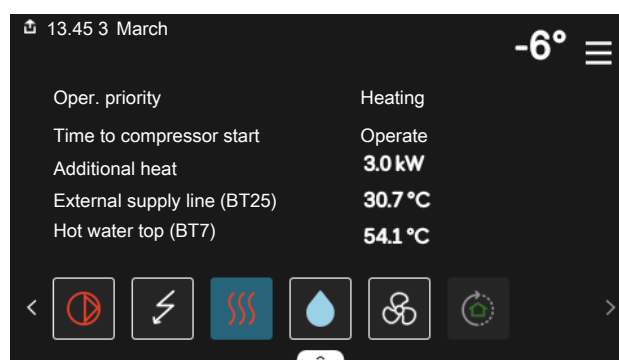 13.45 3 March
-6°
Oper. priority Heating
Time to compressor start Operate
Additional heat 3.0 kW
External supply line (BT25) 30.7 °C
Hot water top (BT7) 54.1 °C